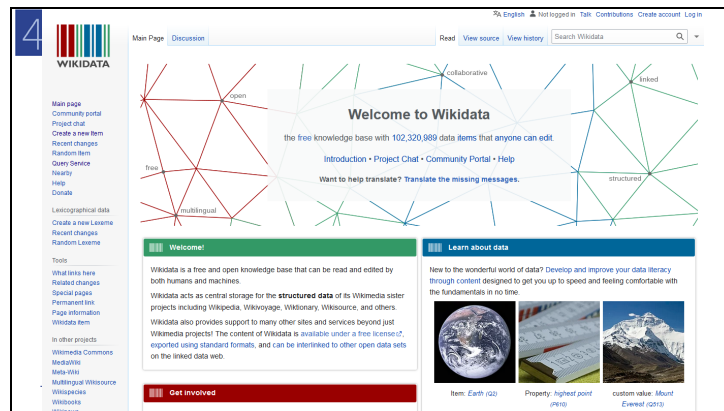 4
English Not logged in Talk Contributions Create account Log in
WIKIDATA
Main Page Discussion
Read View source View history Search Wikidata
Main page
Community portal
Project chat
Create a new Item
Recent changes
Random Item
Query Service
Nearby
Help
Donate
Lexicographical data
Create a new Lexeme
Recent changes
Random Lexeme
Tools
What links here
Related changes
Special pages
Permanent link
Page information
Wikidata item
In other projects
Wikimedia Commons
MediaWiki
Meta-Wiki
Multilingual Wikisource
Wikispecies
Wikibooks
collaborative
linked
open
free
structured
multilingual
Welcome to Wikidata
the free knowledge base with 102,320,989 data items that anyone can edit.
Introduction • Project Chat • Community Portal • Help
Want to help translate? Translate the missing messages.
Welcome!
Wikidata is a free and open knowledge base that can be read and edited by
both humans and machines.
Wikidata acts as central storage for the structured data of its Wikimedia sister
projects including Wikipedia, Wikivoyage, Wiktionary, Wikisource, and others.
Wikidata also provides support to many other sites and services beyond just
Wikimedia projects! The content of Wikidata is available under a free license,
exported using standard formats, and can be interlinked to other open data sets
on the linked data web.
Get involved
Learn about data
New to the wonderful world of data? Develop and improve your data literacy
through content designed to get you up to speed and feeling comfortable with
the fundamentals in no time.
Item: Earth (Q2)
Property: highest point
(P610)
custom value: Mount
Everest (Q513)